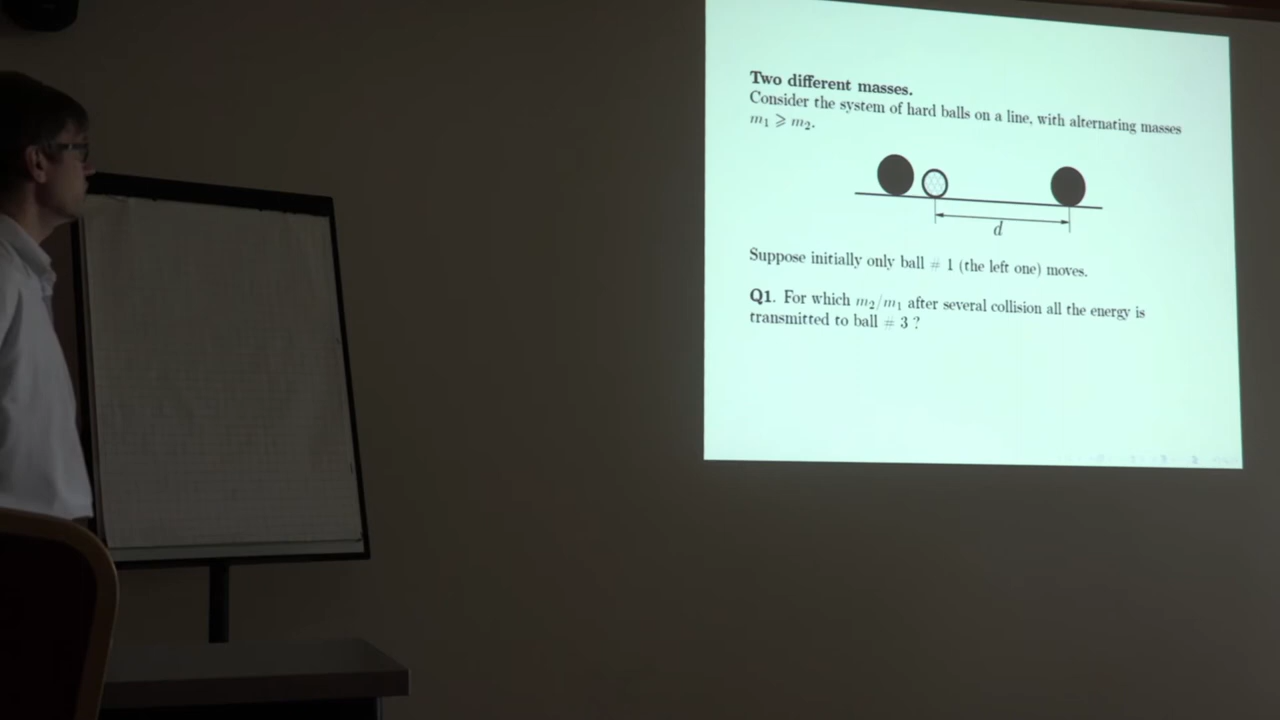 Two different masses.
Consider the system of hard balls on a line, with alternating masses
m₁ ⩾ m₂.
d
Suppose initially only ball # 1 (the left one) moves.
Q1. For which m₂/m₁ after several collision all the energy is
transmitted to ball # 3 ?